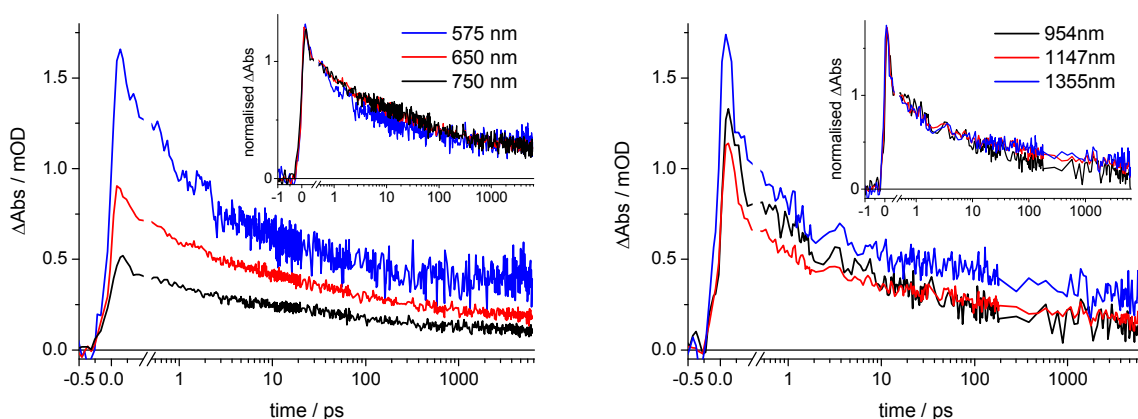 575 nm
650 nm
750 nm
normalised ΔAbs
1
0
-1 0 1 10 100 1000
ΔAbs / mOD
1.5
1.0
0.5
0.0
-0.5 0.0 1 10 100 1000
time / ps
954nm
1147nm
1355nm
normalised ΔAbs
1
0
-1 0 1 10 100 1000
ΔAbs / mOD
1.5
1.0
0.5
0.0
-0.5 0.0 1 10 100 1000
time / ps